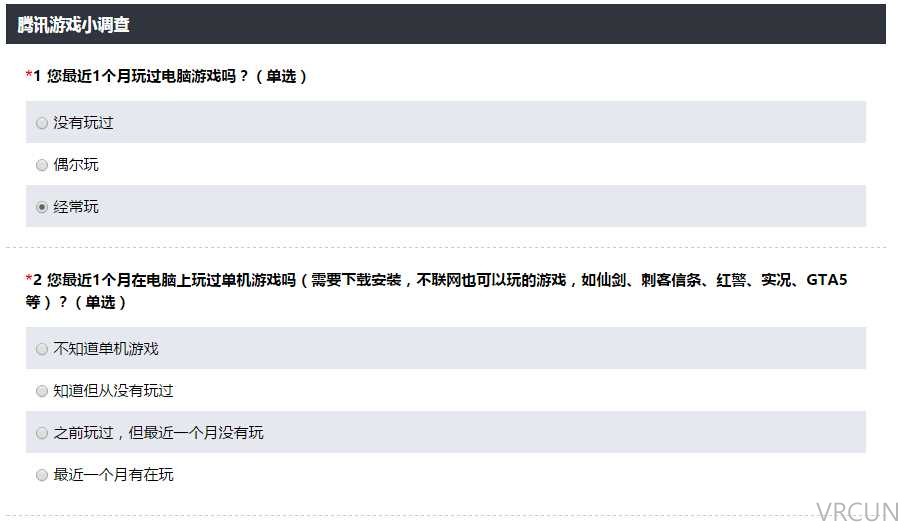 腾讯游戏小调查
*1 您最近1个月玩过电脑游戏吗？（单选）
没有玩过
偶尔玩
经常玩
*2 您最近1个月在电脑上玩过单机游戏吗（需要下载安装，不联网也可以玩的游戏，如仙剑、刺客信条、红警、实况、GTA5
等）？（单选）
不知道单机游戏
知道但从没有玩过
之前玩过，但最近一个月没有玩
最近一个月有在玩
VRCUN